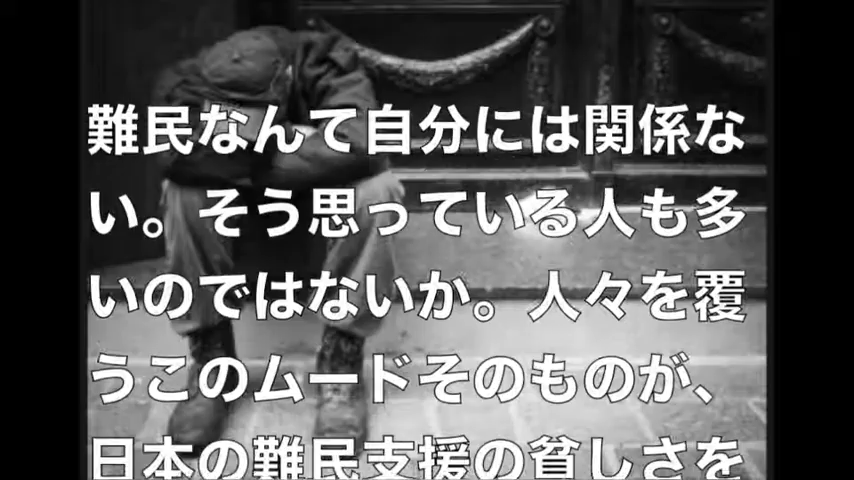 難民なんて自分には関係な
い。そう思っている人も多
いのではないか。人々を覆
うこのムードそのものが、
日本の難民支援の貧しさを